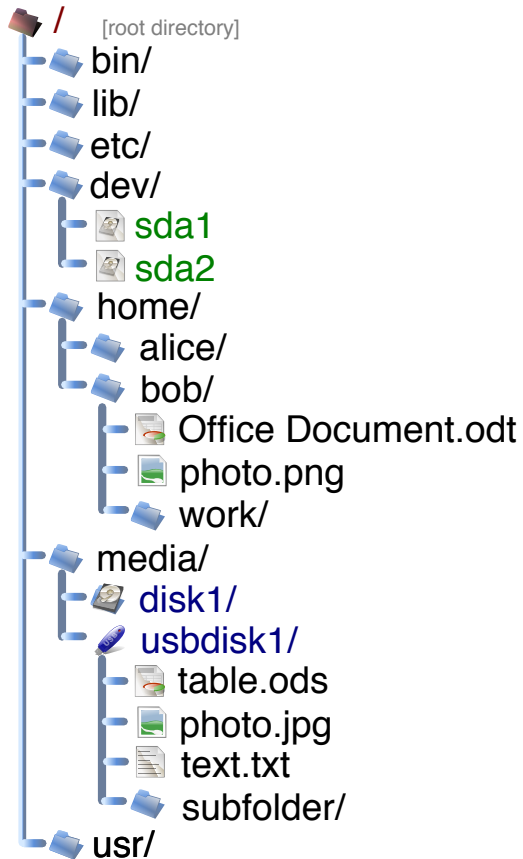 / [root directory]
bin/
lib/
etc/
dev/
sda1
sda2
home/
alice/
bob/
Office Document.odt
photo.png
work/
media/
disk1/
usbdisk1/
table.ods
photo.jpg
text.txt
subfolder/
usr/